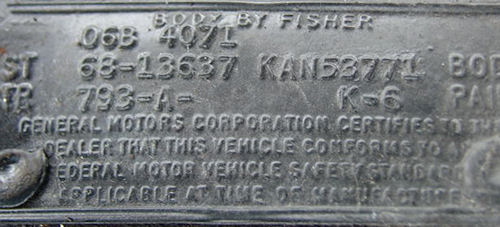 BODY BY FISHER
06B 4071
ST 68-13637 KAN53771 BOD
TR 793-A- K-6 PAI
GENERAL MOTORS CORPORATION CERTIFIES TO TH
DEALER THAT THIS VEHICLE CONFORMS TO A
FEDERAL MOTOR VEHICLE SAFETY STANDARD
APPLICABLE AT TIME OF MANUFACTURE